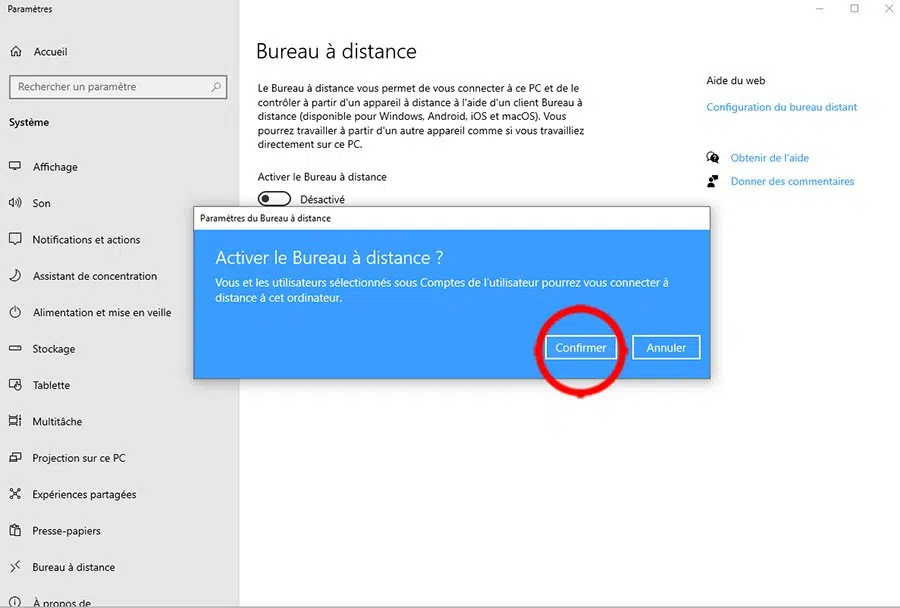 Paramètres
Accueil
Rechercher un paramètre
Système
Affichage
Son
Notifications et actions
Assistant de concentration
Alimentation et mise en veille
Stockage
Tablette
Multitâche
Projection sur ce PC
Expériences partagées
Presse-papiers
Bureau à distance
À propos de
Bureau à distance
Le Bureau à distance vous permet de vous connecter à ce PC et de le
contrôler à partir d'un appareil à distance à l'aide d'un client Bureau à
distance (disponible pour Windows, Android, iOS et macOS). Vous
pourrez travailler à partir d'un autre appareil comme si vous travailliez
directement sur ce PC.
Activer le Bureau à distance
Désactivé
Paramètres du Bureau à distance
Activer le Bureau à distance ?
Vous et les utilisateurs sélectionnés sous Comptes de l'utilisateur pourrez vous connecter à
distance à cet ordinateur.
Confirmer
Annuler
Aide du web
Configuration du bureau distant
Obtenir de l'aide
Donner des commentaires